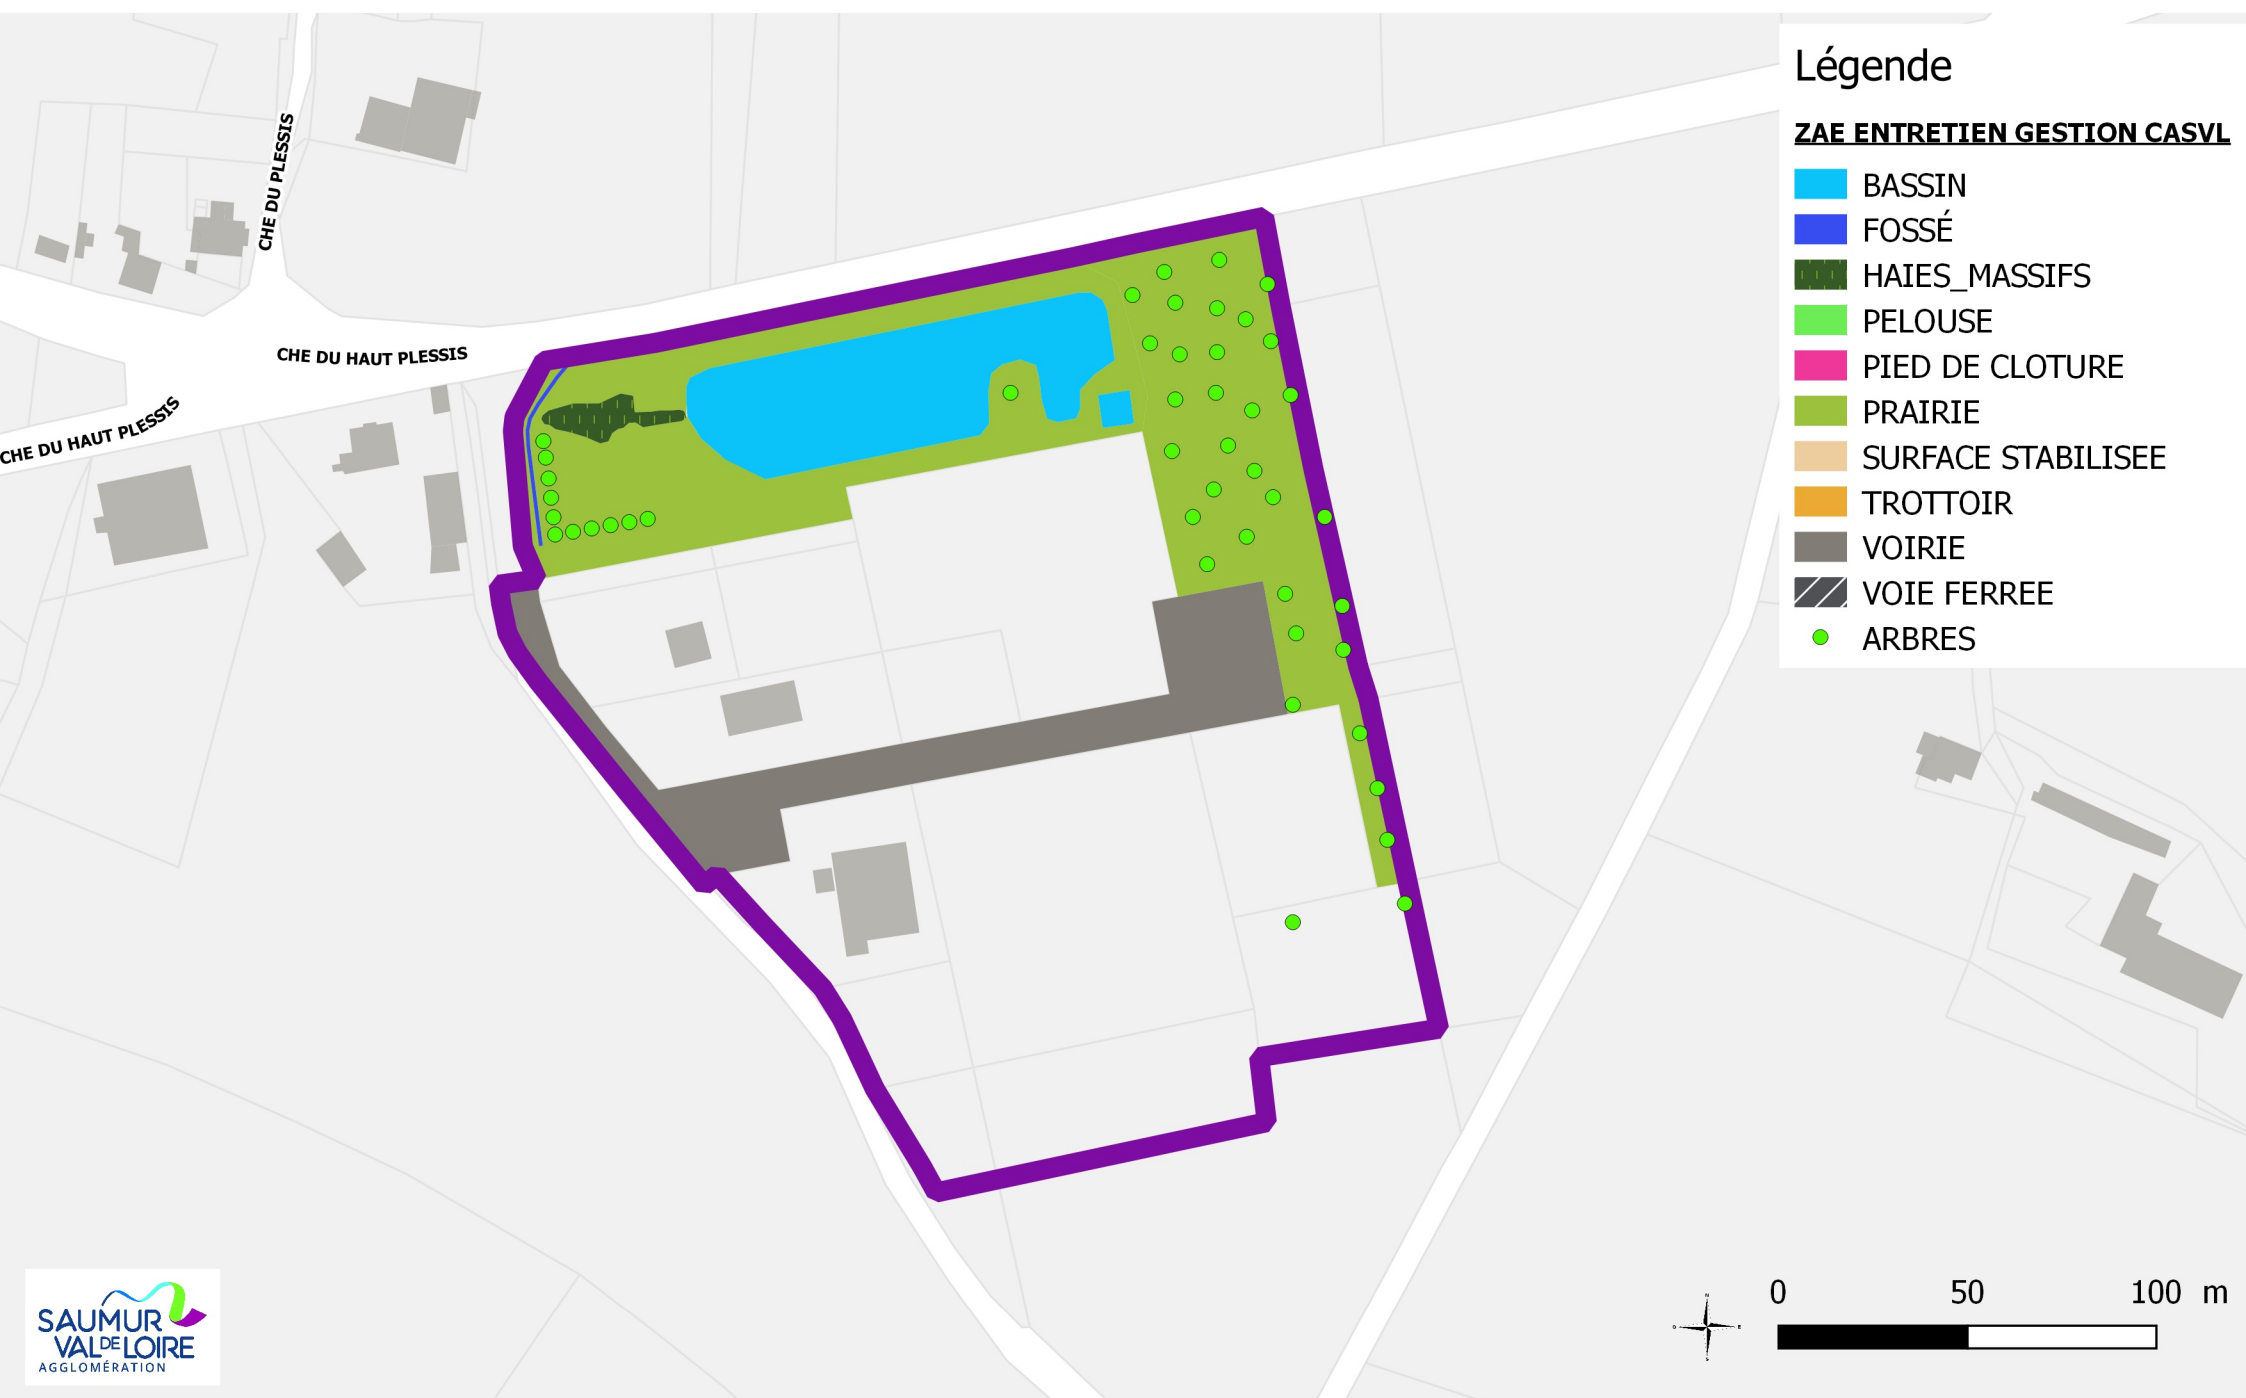 Légende
ZAE ENTRETIEN GESTION CASVL
BASSIN
FOSSÉ
HAIES_MASSIFS
PELOUSE
PIED DE CLOTURE
PRAIRIE
SURFACE STABILISEE
TROTTOIR
VOIRIE
VOIE FERREE
ARBRES
CHE DU PLESSIS
CHE DU HAUT PLESSIS
CHE DU HAUT PLESSIS
SAUMUR
VAL DE LOIRE
AGGLOMÉRATION
N
O E
S
0 50 100 m